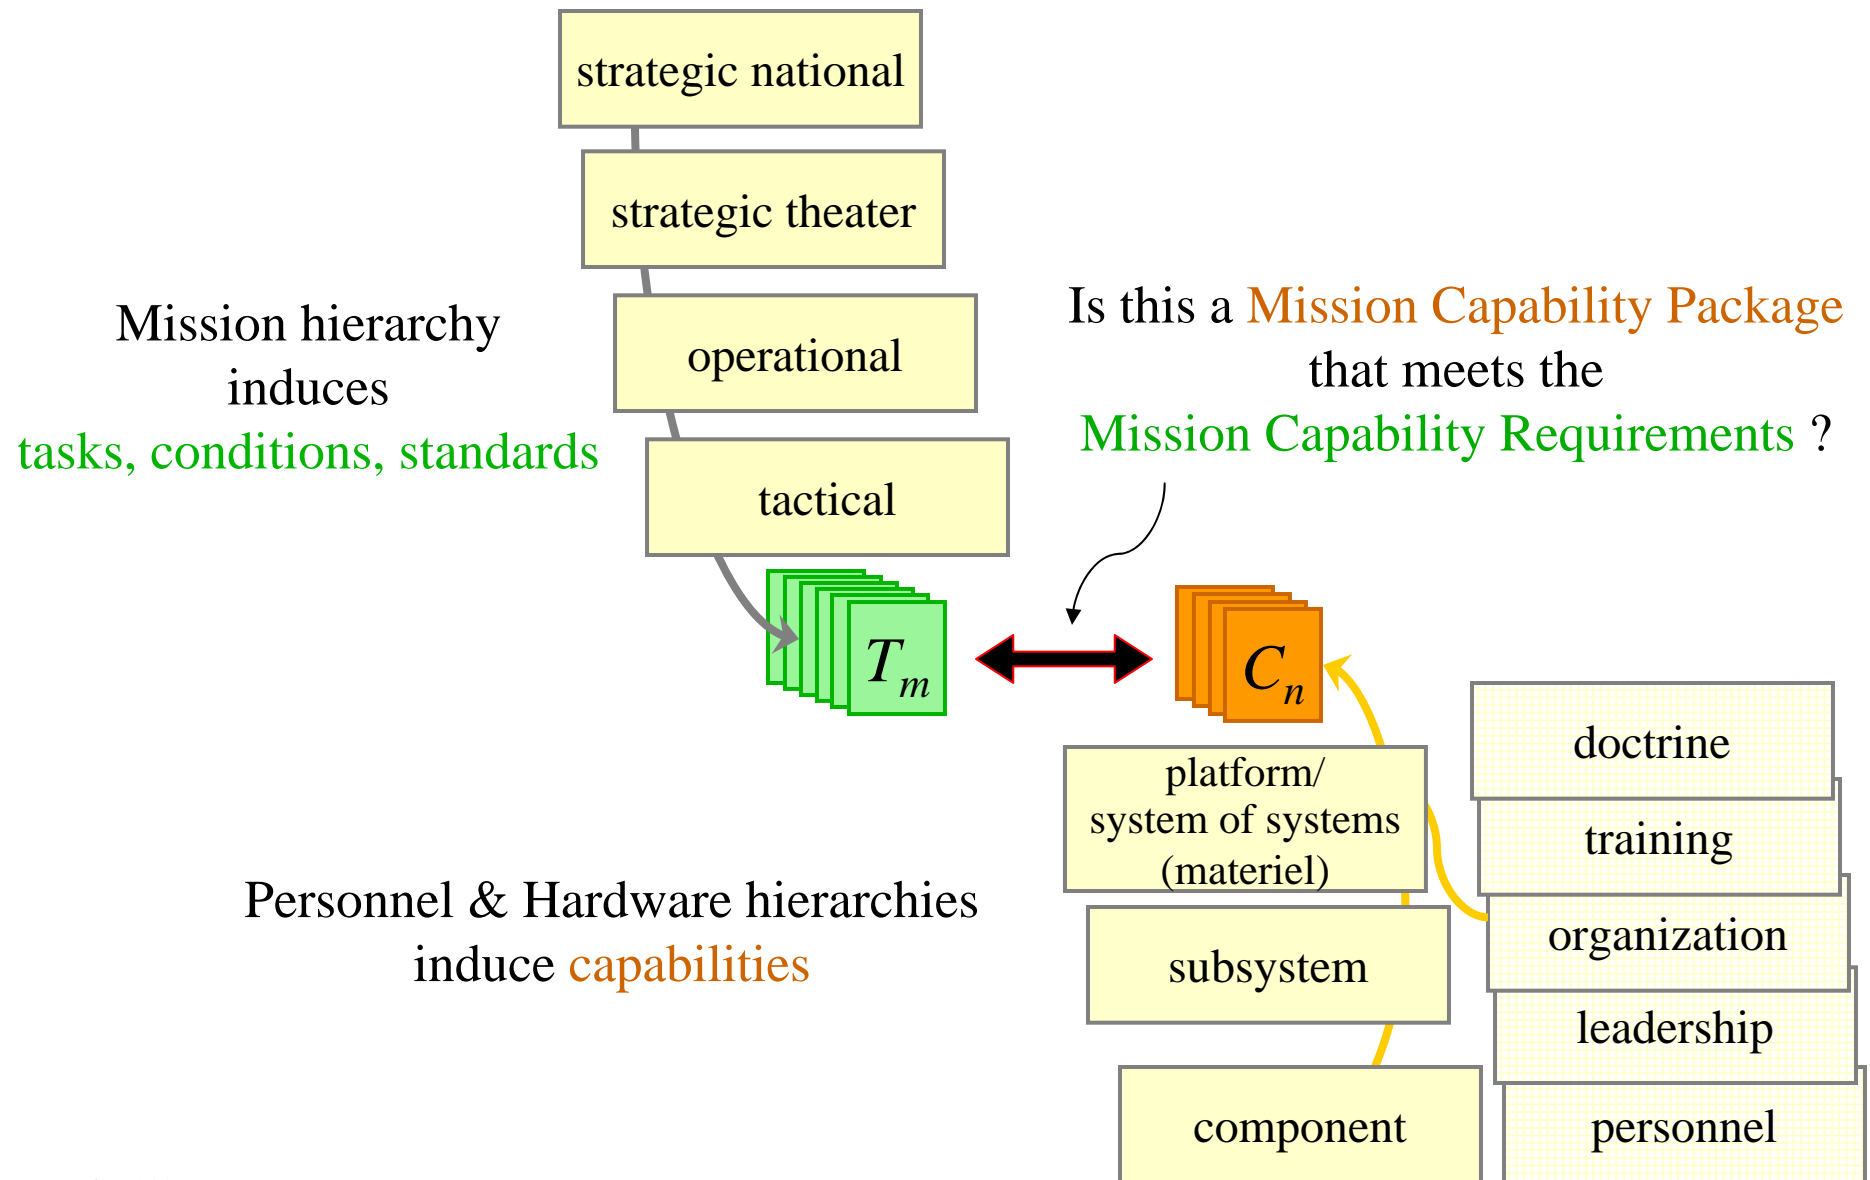 strategic national
strategic theater
operational
tactical
Mission hierarchy
induces
tasks, conditions, standards
Is this a Mission Capability Package
that meets the
Mission Capability Requirements ?
Tm
Cn
Personnel & Hardware hierarchies
induce capabilities
platform/
system of systems
(materiel)
subsystem
component
doctrine
training
organization
leadership
personnel